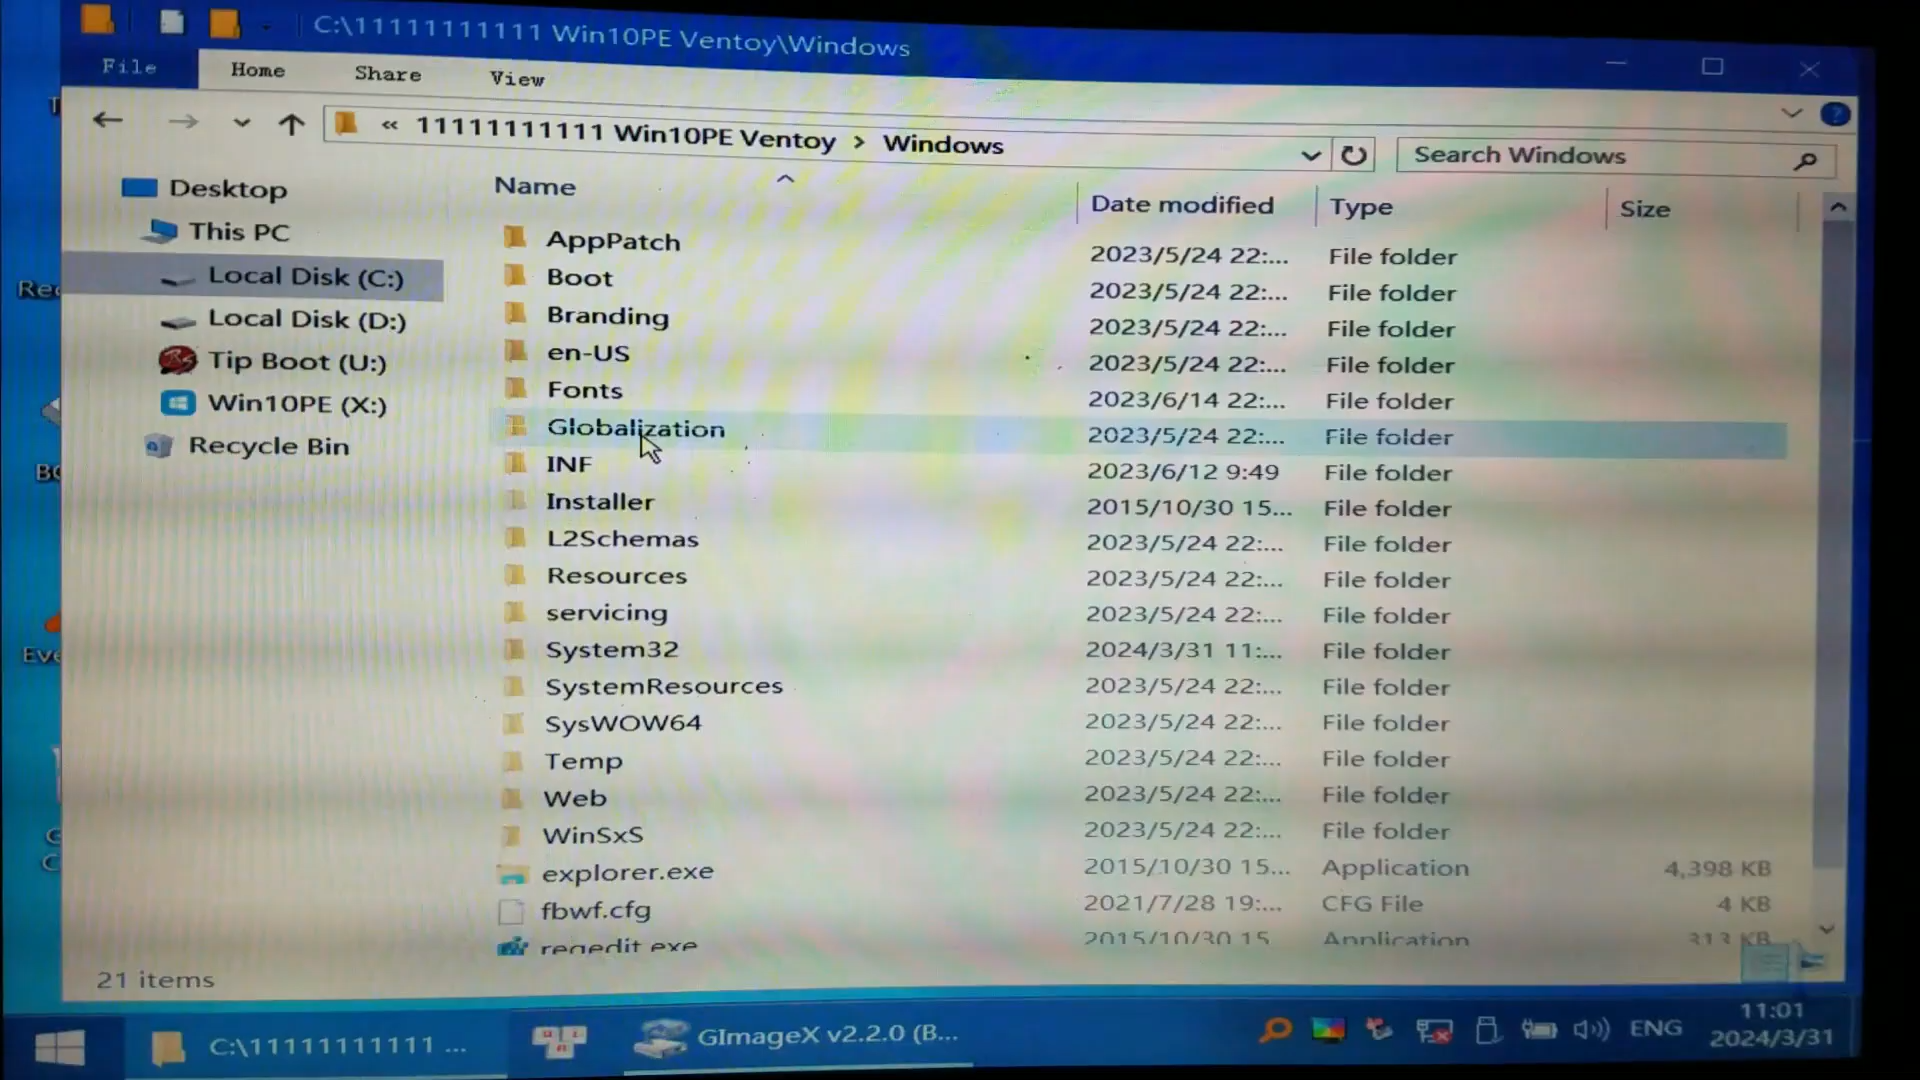 C:\11111111111 Win10PE Ventoy\Windows
File Home Share View
« 11111111111 Win10PE Ventoy > Windows
Search Windows
Desktop
This PC
Local Disk (C:)
Local Disk (D:)
Tip Boot (U:)
Win10PE (X:)
Recycle Bin
Name Date modified Type Size
AppPatch 2023/5/24 22:... File folder
Boot 2023/5/24 22:... File folder
Branding 2023/5/24 22:... File folder
en-US 2023/5/24 22:... File folder
Fonts 2023/6/14 22:... File folder
Globalization 2023/5/24 22:... File folder
INF 2023/6/12 9:49 File folder
Installer 2015/10/30 15... File folder
L2Schemas 2023/5/24 22:... File folder
Resources 2023/5/24 22:... File folder
servicing 2023/5/24 22:... File folder
System32 2024/3/31 11:... File folder
SystemResources 2023/5/24 22:... File folder
SysWOW64 2023/5/24 22:... File folder
Temp 2023/5/24 22:... File folder
Web 2023/5/24 22:... File folder
WinSxS 2023/5/24 22:... File folder
explorer.exe 2015/10/30 15... Application 4,398 KB
fbwf.cfg 2021/7/28 19:... CFG File 4 KB
regedit.exe 2015/10/30 15 Application 313 KB
21 items
C:\11111111111 ...
GImageX v2.2.0 (B...
ENG
11:01
2024/3/31